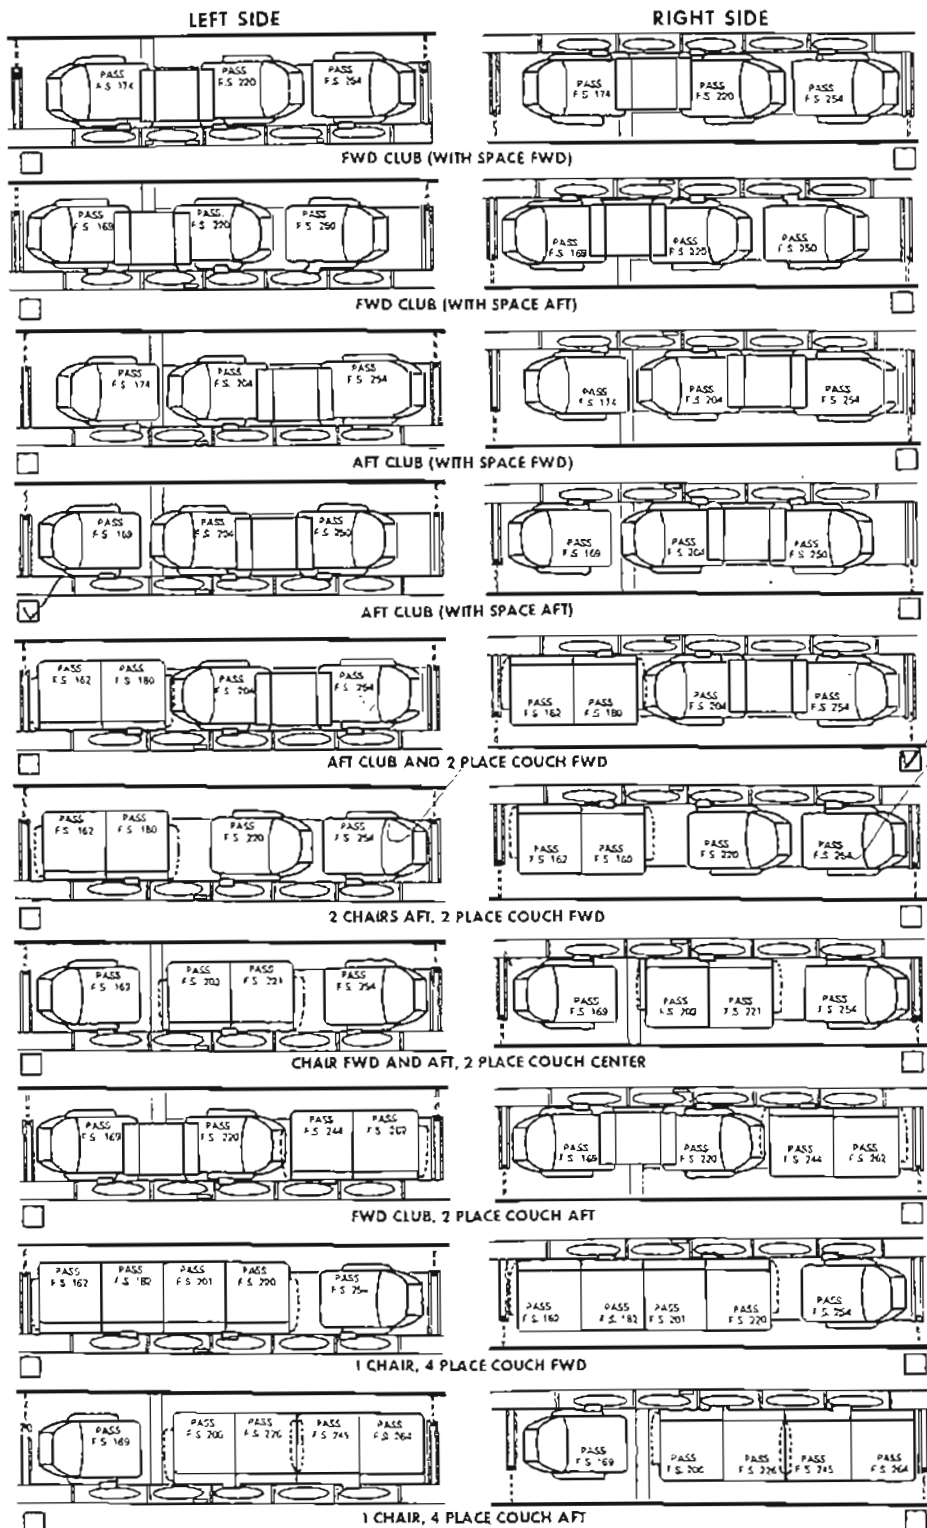 LEFT SIDE RIGHT SIDE
PASS F.S. 174 PASS F.S. 220 PASS F.S. 254 PASS F.S. 174 PASS F.S. 220 PASS F.S. 254
FWD CLUB (WITH SPACE FWD)
PASS F.S. 169 PASS F.S. 220 PASS F.S. 250 PASS F.S. 169 PASS F.S. 220 PASS F.S. 250
FWD CLUB (WITH SPACE AFT)
PASS F.S. 174 PASS F.S. 204 PASS F.S. 254 PASS F.S. 174 PASS F.S. 204 PASS F.S. 254
AFT CLUB (WITH SPACE FWD)
PASS F.S. 169 PASS F.S. 204 PASS F.S. 250 PASS F.S. 169 PASS F.S. 204 PASS F.S. 250
AFT CLUB (WITH SPACE AFT)
PASS F.S. 162 PASS F.S. 180 PASS F.S. 204 PASS F.S. 254 PASS F.S. 162 PASS F.S. 180 PASS F.S. 204 PASS F.S. 254
AFT CLUB AND 2 PLACE COUCH FWD
PASS F.S. 162 PASS F.S. 180 PASS F.S. 220 PASS F.S. 254 PASS F.S. 162 PASS F.S. PASS F.S. 220 PASS F.S. 254
2 CHAIRS AFT, 2 PLACE COUCH FWD
PASS F.S. PASS F.S. PASS F.S. 221 PASS F.S. 254 PASS F.S. 169 PASS F.S. PASS F.S. 221 PASS F.S. 254
CHAIR FWD AND AFT, 2 PLACE COUCH CENTER
PASS F.S. 169 PASS F.S. 220 PASS F.S. 244 PASS F.S. 262 PASS F.S. 169 PASS F.S. 220 PASS F.S. 244 PASS F.S. 262
FWD CLUB, 2 PLACE COUCH AFT
PASS F.S. 162 PASS F.S. 182 PASS F.S. 201 PASS F.S. 220 PASS F.S. PASS F.S. PASS F.S. 182 PASS F.S. 201 PASS F.S. 220 PASS F.S. 254
1 CHAIR, 4 PLACE COUCH FWD
PASS F.S. 169 PASS F.S. PASS F.S. 226 PASS F.S. 245 PASS F.S. 264 PASS F.S. 169 PASS F.S. PASS F.S. 226 PASS F.S. 245 PASS F.S. 264
1 CHAIR, 4 PLACE COUCH AFT